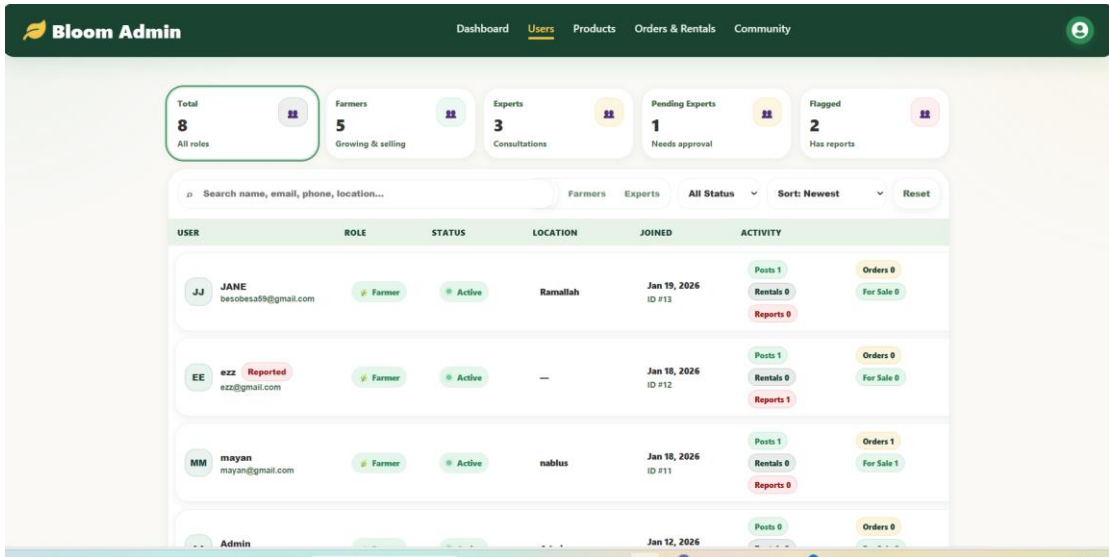 Bloom Admin
Dashboard Users Products Orders & Rentals Community
Total
8
All roles
Farmers
5
Growing & selling
Experts
3
Consultations
Pending Experts
1
Needs approval
Flagged
2
Has reports
Search name, email, phone, location...
Farmers Experts All Status Sort: Newest Reset
USER ROLE STATUS LOCATION JOINED ACTIVITY
JJ
JANE
besobesa59@gmail.com
Farmer
Active
Ramallah
Jan 19, 2026
ID #13
Posts 1 Orders 0
Rentals 0 For Sale 0
Reports 0
EE
ezz Reported
ezz@gmail.com
Farmer
Active
—
Jan 18, 2026
ID #12
Posts 1 Orders 0
Rentals 0 For Sale 0
Reports 1
MM
mayan
mayan@gmail.com
Farmer
Active
nablus
Jan 18, 2026
ID #11
Posts 1 Orders 1
Rentals 0 For Sale 1
Reports 0
Admin
Jan 12, 2026
Posts 0 Orders 0